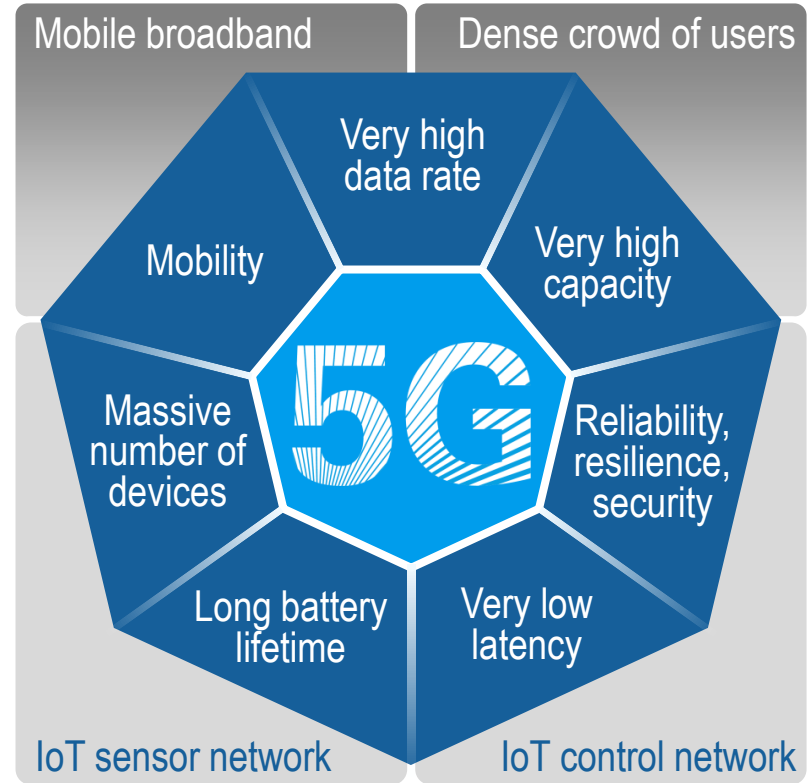 Mobile broadband
Dense crowd of users
Very high
data rate
Mobility
Very high
capacity
5G
Massive
number of
devices
Reliability,
resilience,
security
Long battery
lifetime
Very low
latency
IoT sensor network
IoT control network